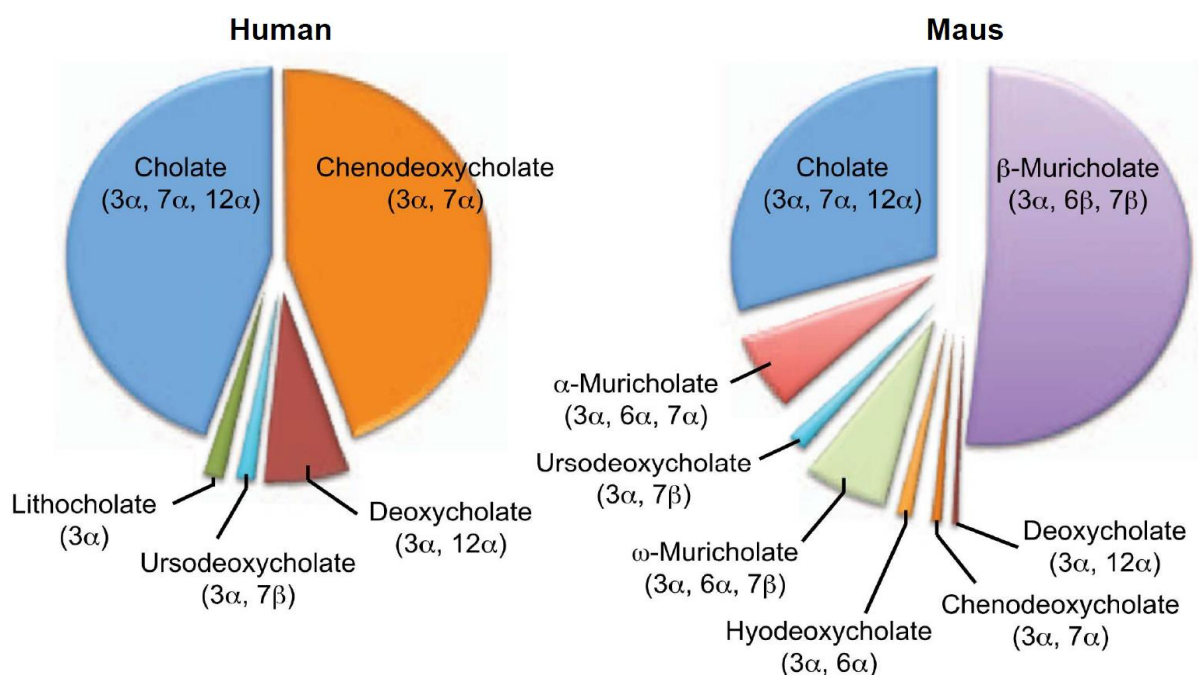 Human
Cholate
(3α, 7α, 12α)
Chenodeoxycholate
(3α, 7α)
Lithocholate
(3α)
Ursodeoxycholate
(3α, 7β)
Deoxycholate
(3α, 12α)
Maus
Cholate
(3α, 7α, 12α)
β-Muricholate
(3α, 6β, 7β)
α-Muricholate
(3α, 6α, 7α)
Ursodeoxycholate
(3α, 7β)
ω-Muricholate
(3α, 6α, 7β)
Hyodeoxycholate
(3α, 6α)
Chenodeoxycholate
(3α, 7α)
Deoxycholate
(3α, 12α)